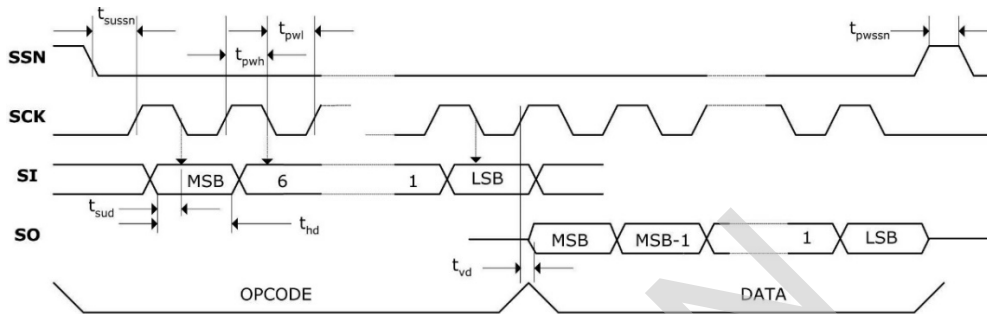 t_sussn
t_pwl
t_pwssn
SSN
t_pwh
SCK
SI
MSB
6
1
LSB
t_sud
t_hd
SO
MSB
MSB-1
1
LSB
t_vd
OPCODE
DATA